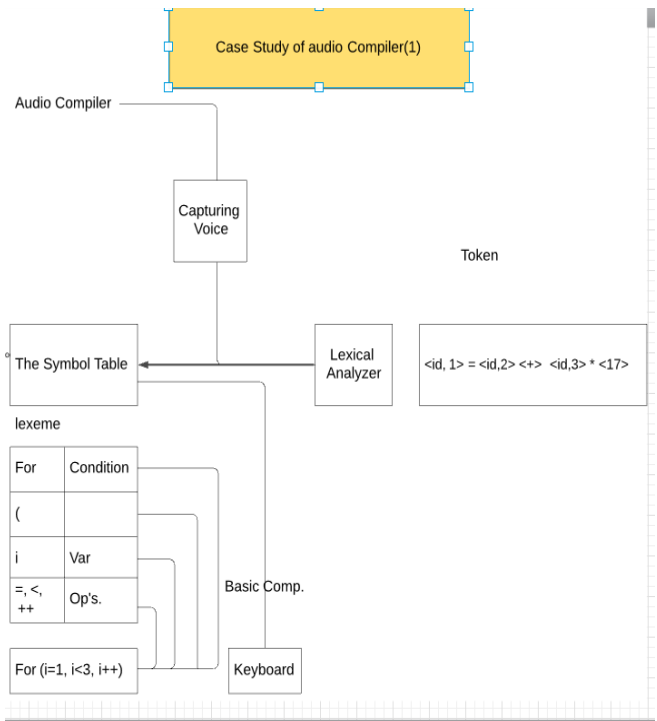 Case Study of audio Compiler(1)
Audio Compiler
Capturing
Voice
Token
The Symbol Table
Lexical
Analyzer
<id, 1> = <id,2> <+> <id,3> * <17>
lexeme
For Condition
(
i Var
=, <,
++
Op's.
Basic Comp.
For (i=1, i<3, i++)
Keyboard